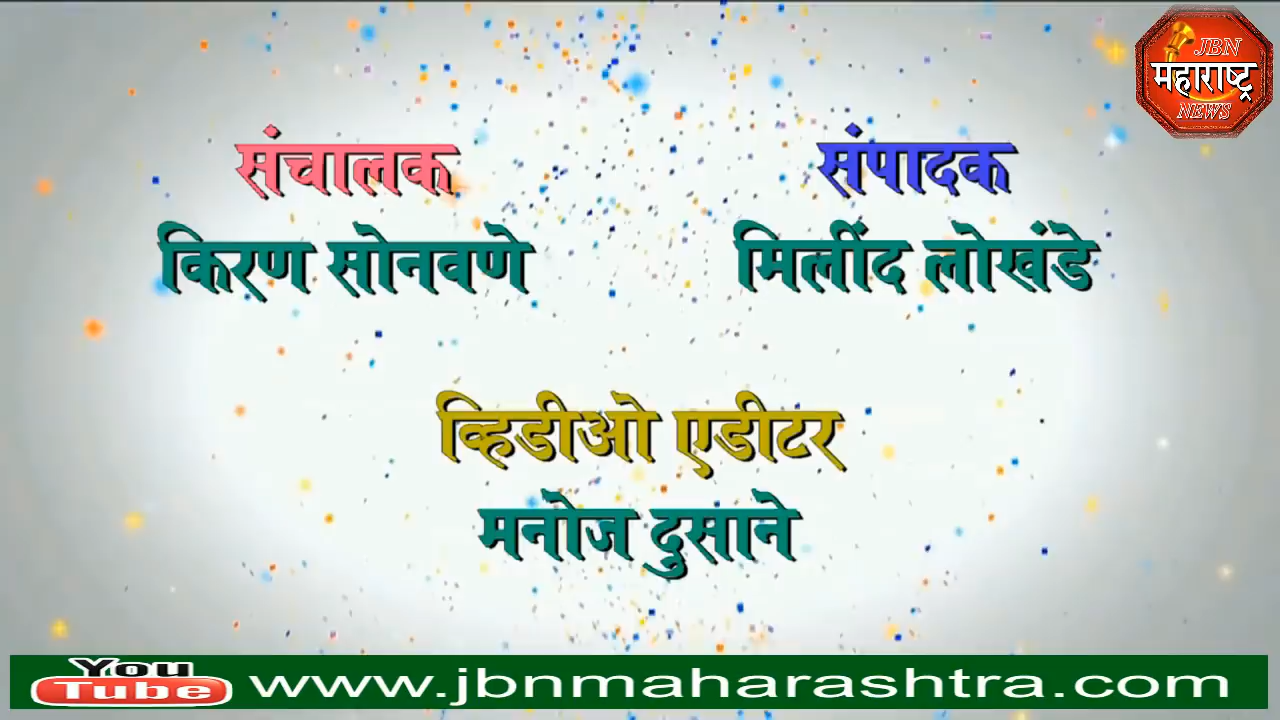 JBN
महाराष्ट्र
NEWS
संचालक
किरण सोनवणे
संपादक
मिलींद लोखंडे
व्हिडीओ एडीटर
मनोज दुसाने
You
Tube
www.jbnmaharashtra.com